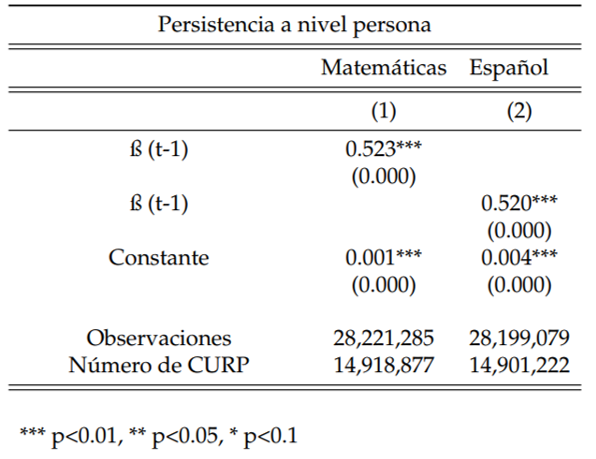 Persistencia a nivel persona
Matemáticas Español
(1) (2)
ß (t-1) 0.523***
(0.000)
ß (t-1) 0.520***
(0.000)
Constante 0.001*** 0.004***
(0.000) (0.000)
Observaciones 28,221,285 28,199,079
Número de CURP 14,918,877 14,901,222
*** p<0.01, ** p<0.05, * p<0.1